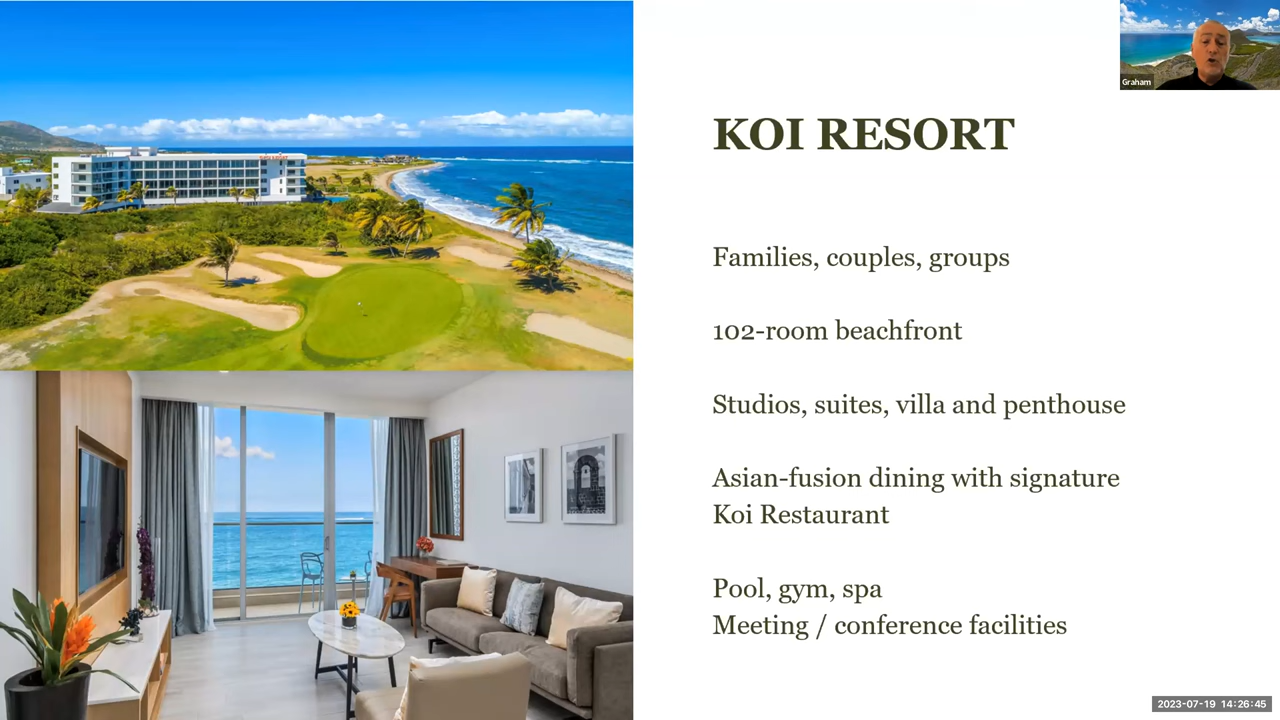 Graham
KOI RESORT
Families, couples, groups
102-room beachfront
Studios, suites, villa and penthouse
Asian-fusion dining with signature
Koi Restaurant
Pool, gym, spa
Meeting / conference facilities
2023-07-19 14:26:45